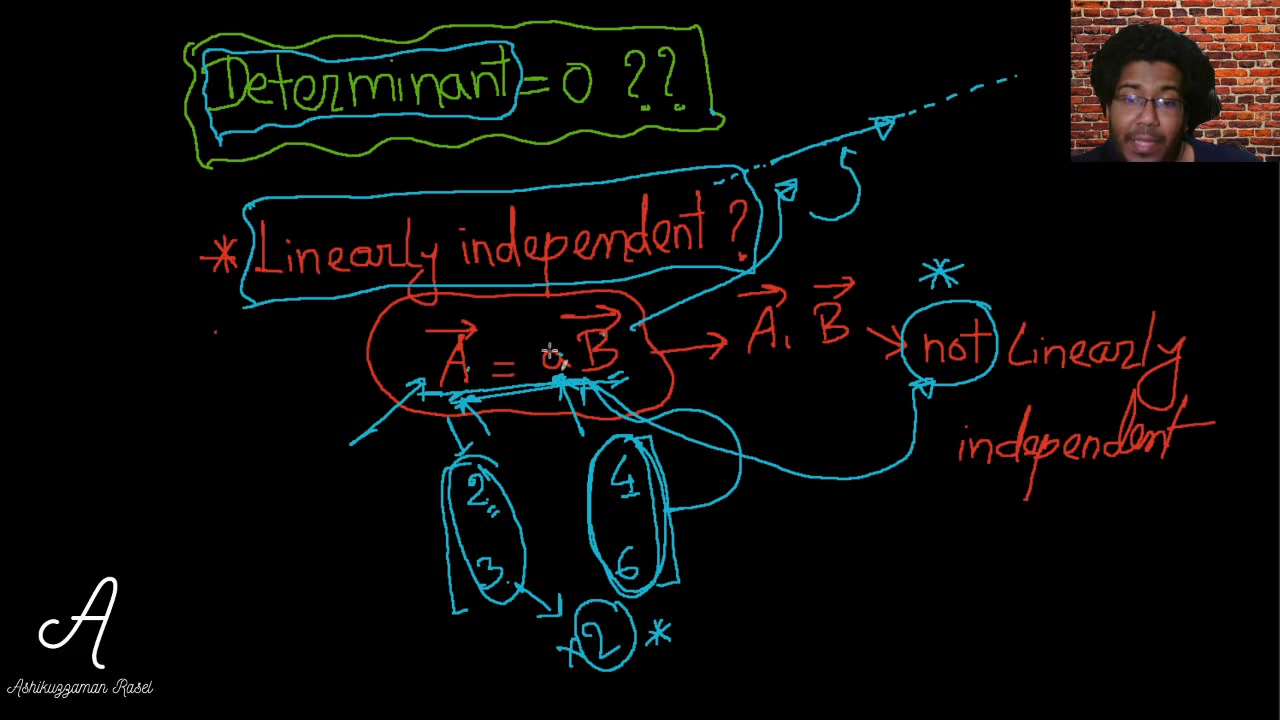 Determinant = 0 ??
5
* Linearly independent ?
*
A = a B → A, B → not Linearly
independent
2 4
3 6
×2 *
A
Ashikuzzaman Rasel